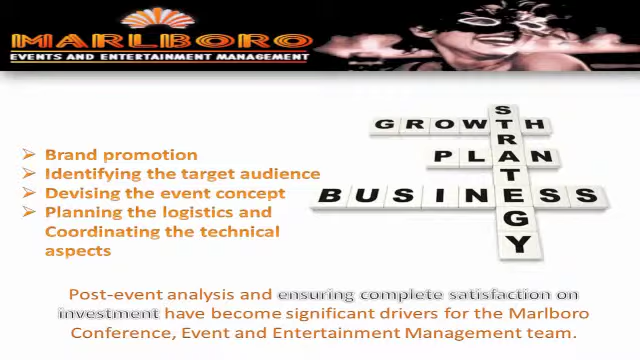 MARLBORO
EVENTS AND ENTERTAINMENT MANAGEMENT
GROWTH
STRATEGY
PLAN
BUSINESS
Brand promotion
Identifying the target audience
Devising the event concept
Planning the logistics and
Coordinating the technical
aspects
Post-event analysis and ensuring complete satisfaction on
investment have become significant drivers for the Marlboro
Conference, Event and Entertainment Management team.